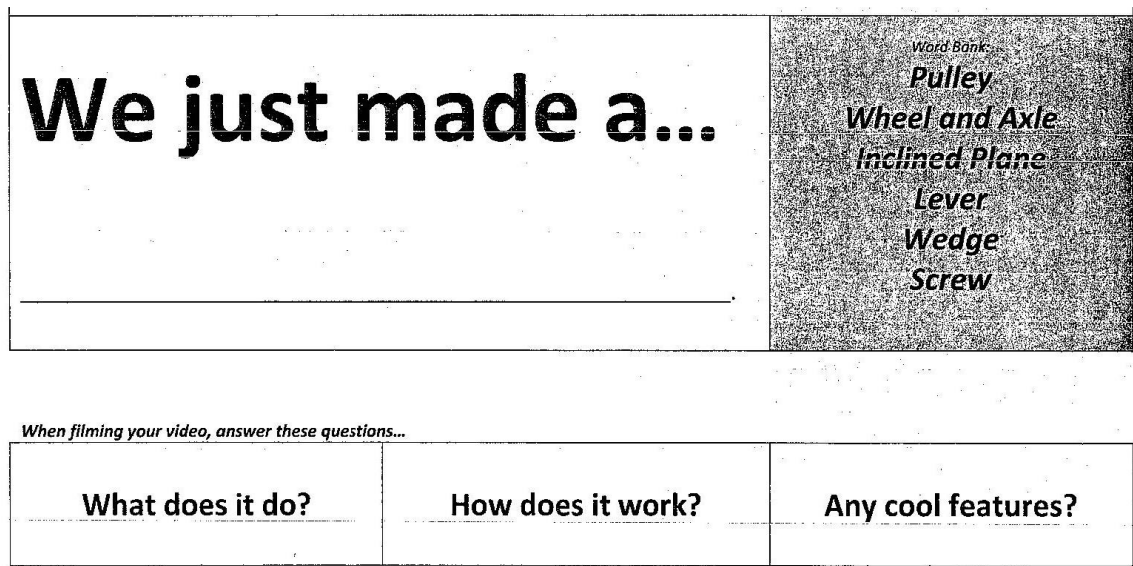 We just made a...
.
Word Bank:
Pulley
Wheel and Axle
Inclined Plane
Lever
Wedge
Screw
When filming your video, answer these questions...
What does it do?
How does it work?
Any cool features?